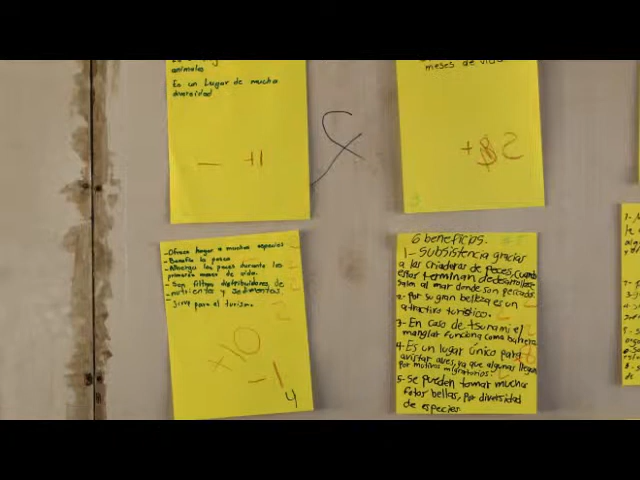 animales
Es un Lugar de mucha
diversidad
- +1
meses de vida
+ $ 2
-Ofrece hogar a muchas especies
- Beneficia la pesca
-Alberga los peces durante los
primeros meses de vida.
- Son filtros distribuidores de
- nutrientes y sedimentos.
- Sirve para el turismo
+10
-1
4
6 beneficios.
1- Subsistencia gracias
a las criaderas de peces, cuando
estas terminan de desarrollarse
salen al mar donde son pescados.
2- Por su gran belleza es un
atractivo turístico.
3- En caso de tsunami el
manglar funciona como barrera
4- Es un lugar único para
avistar aves, ya que algunas llegan
por motivos migratorios.
5- Se pueden tomar muchas
fotos bellas, por diversidad
de especies.